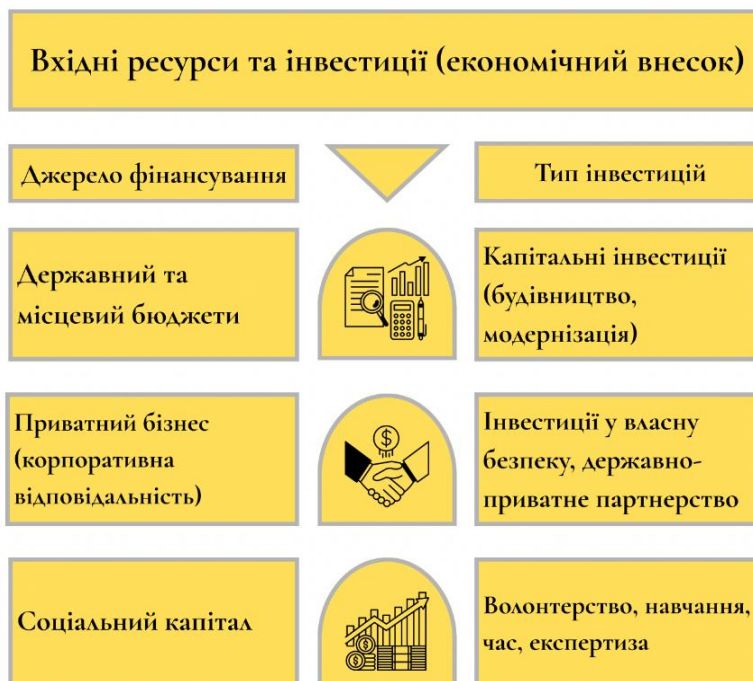 Вхідні ресурси та інвестиції (економічний внесок)
Джерело фінансування
Тип інвестицій
Державний та
місцевий бюджети
Капітальні інвестиції
(будівництво,
модернізація)
Приватний бізнес
(корпоративна
відповідальність)
Інвестиції у власну
безпеку, державно-
приватне партнерство
Соціальний капітал
Волонтерство, навчання,
час, експертиза